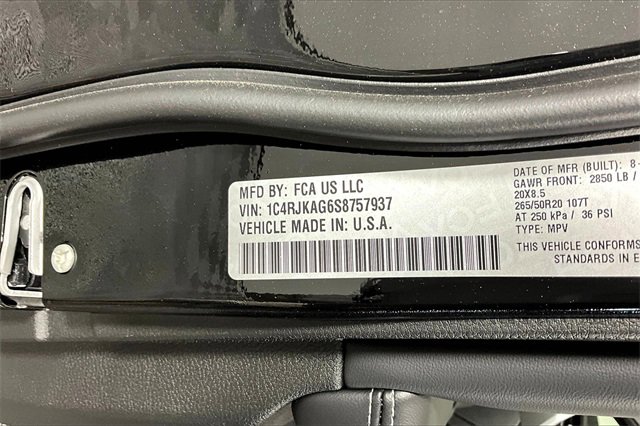 MFD BY: FCA US LLC
VIN: 1C4RJKAG6S8757937
VEHICLE MADE IN: U.S.A.
DATE OF MFR (BUILT): 8-
GAWR FRONT: 2850 LB /
20X8.5
265/50R20 107T
AT 250 kPa / 36 PSI
TYPE: MPV
THIS VEHICLE CONFORMS
STANDARDS IN E